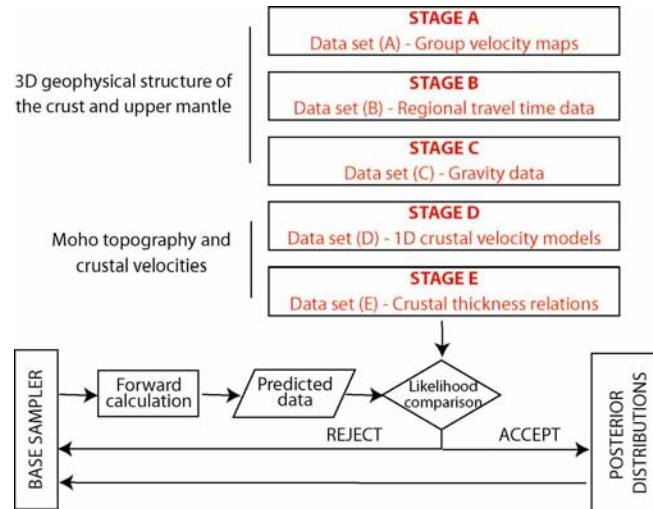 STAGE A
Data set (A) - Group velocity maps
3D geophysical structure of
the crust and upper mantle
STAGE B
Data set (B) - Regional travel time data
STAGE C
Data set (C) - Gravity data
Moho topography and
crustal velocities
STAGE D
Data set (D) - 1D crustal velocity models
STAGE E
Data set (E) - Crustal thickness relations
BASE SAMPLER
Forward
calculation
Predicted
data
Likelihood
comparison
REJECT
ACCEPT
POSTERIOR
DISTRIBUTIONS